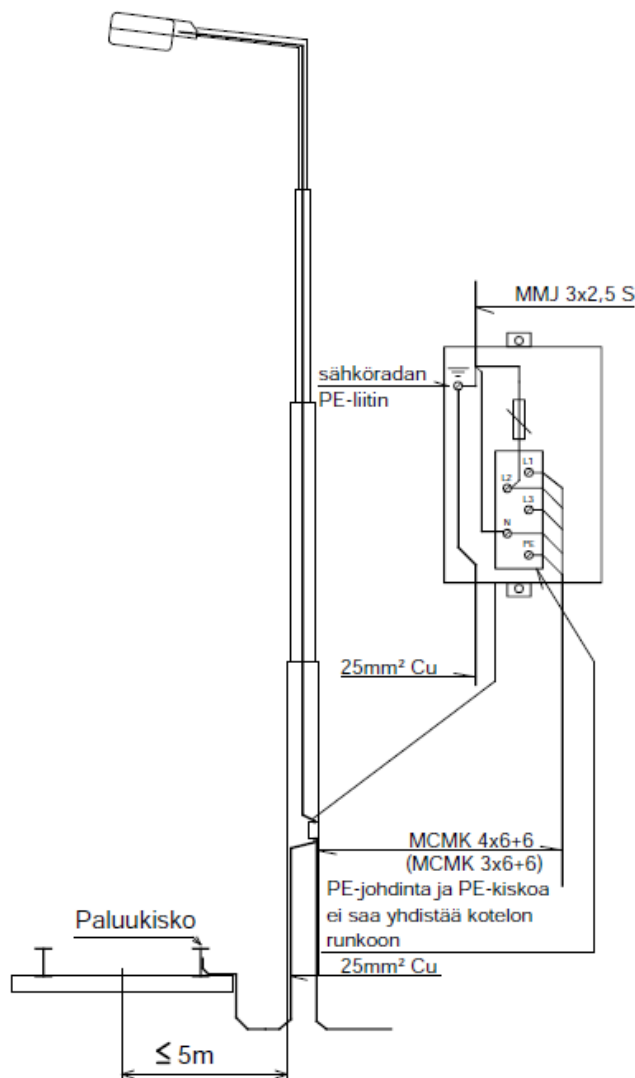 MMJ 3x2,5 S
sähköradan
PE-liitin
L1
L2
L3
N
PE
25mm² Cu
MCMK 4x6+6
(MCMK 3x6+6)
PE-johdinta ja PE-kiskoa
ei saa yhdistää kotelon
runkoon
Paluukisko
25mm² Cu
≤ 5m